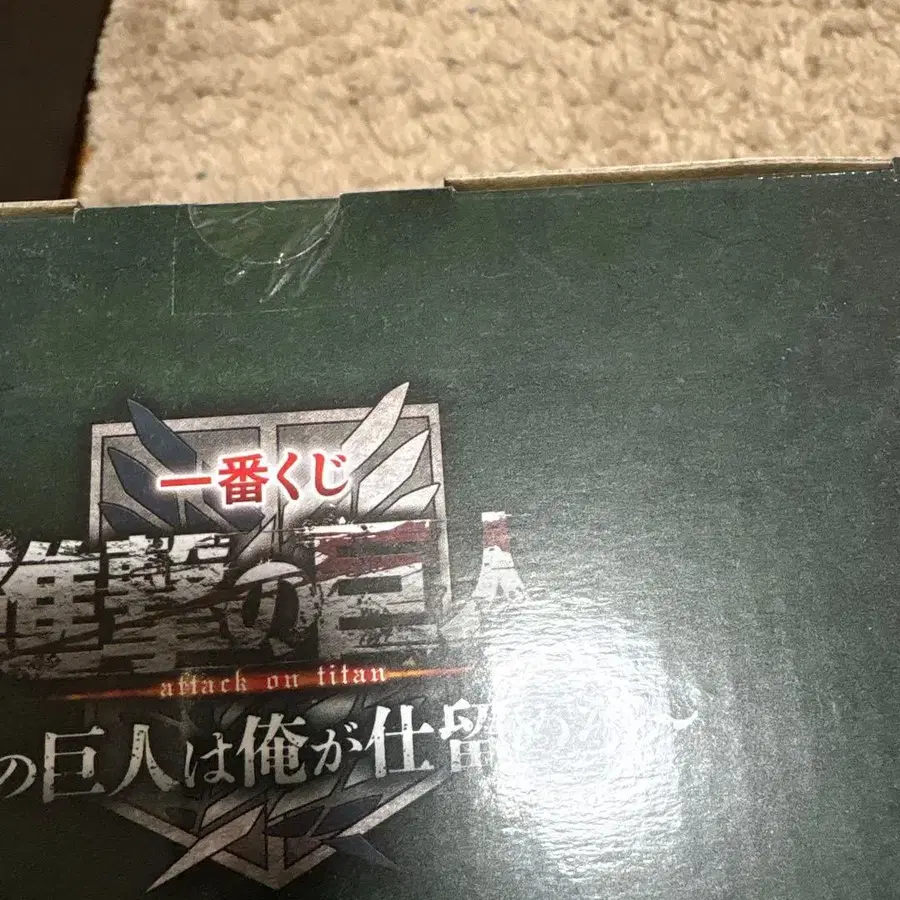 一番くじ
進撃の巨人
attack on titan
の巨人は俺が仕留